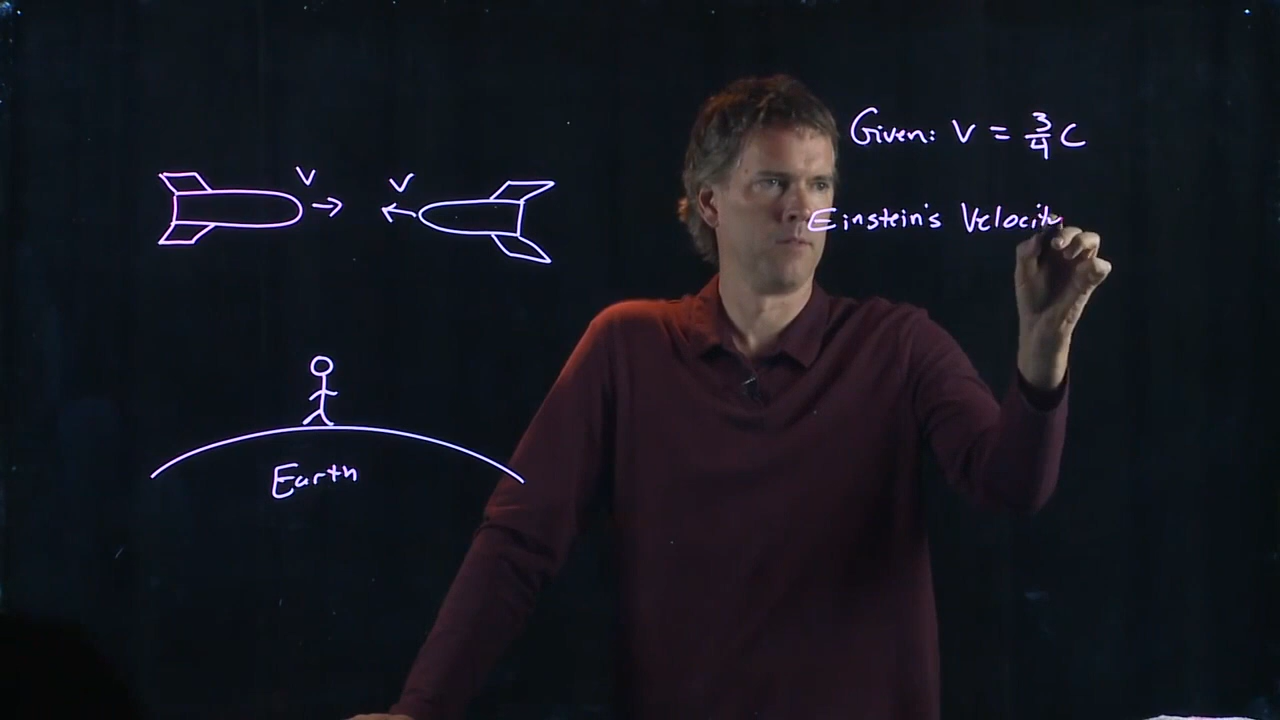 Given: V = 3/4 C
Einstein's Velocity
V V
Earth